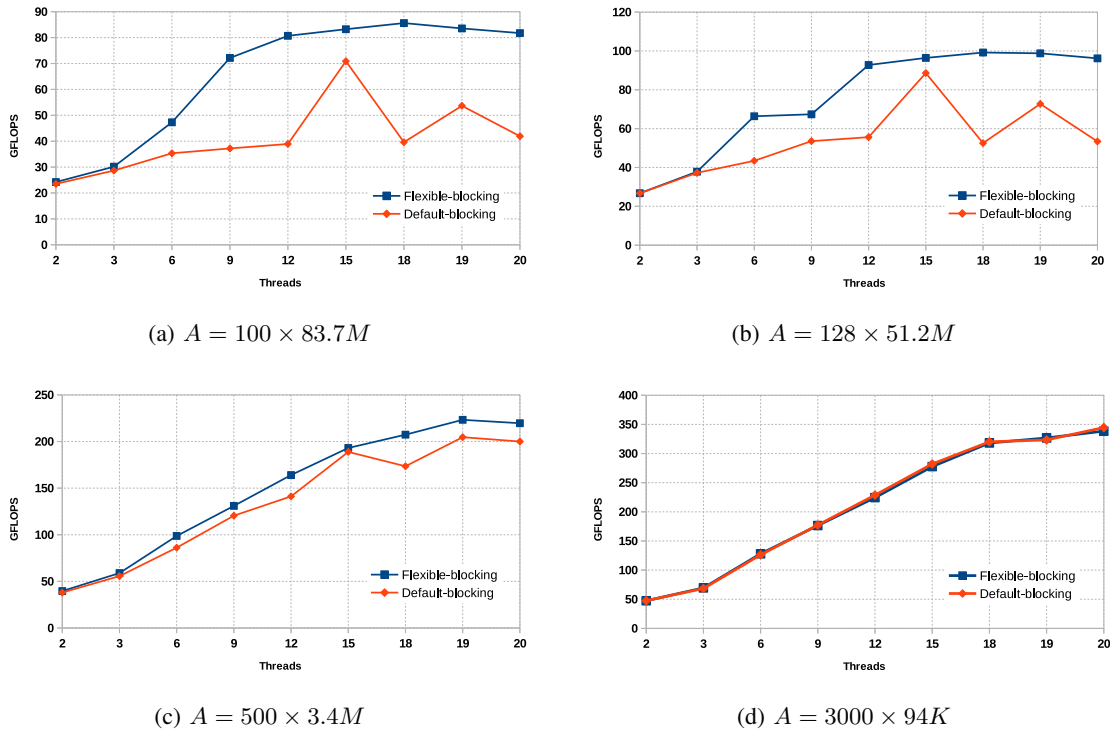 90
80
70
60
50
40
30
20
10
0
GFLOPS
2 3 6 9 12 15 18 19 20
Threads
Flexible-blocking
Default-blocking
(a) A = 100 × 83.7M
120
100
80
60
40
20
0
GFLOPS
2 3 6 9 12 15 18 19 20
Threads
Flexible-blocking
Default-blocking
(b) A = 128 × 51.2M
250
200
150
100
50
0
GFLOPS
2 3 6 9 12 15 18 19 20
Threads
Flexible-blocking
Default-blocking
(c) A = 500 × 3.4M
400
350
300
250
200
150
100
50
0
GFLOPS
2 3 6 9 12 15 18 19 20
Threads
Flexible-blocking
Default-blocking
(d) A = 3000 × 94K